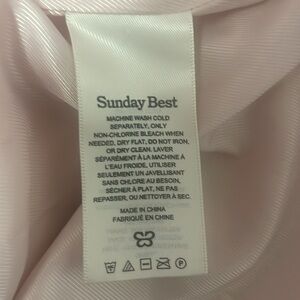 Sunday Best
MACHINE WASH COLD
SEPARATELY, ONLY
NON-CHLORINE BLEACH WHEN
NEEDED, DRY FLAT, DO NOT IRON,
OR DRY CLEAN. LAVER
SÉPARÉMENT À LA MACHINE À
L'EAU FROIDE, UTILISER
SEULEMENT UN JAVELLISANT
SANS CHLORE AU BESOIN,
SÉCHER À PLAT, NE PAS
REPASSER, OU NETTOYER À SEC.
MADE IN CHINA
FABRIQUÉ EN CHINE